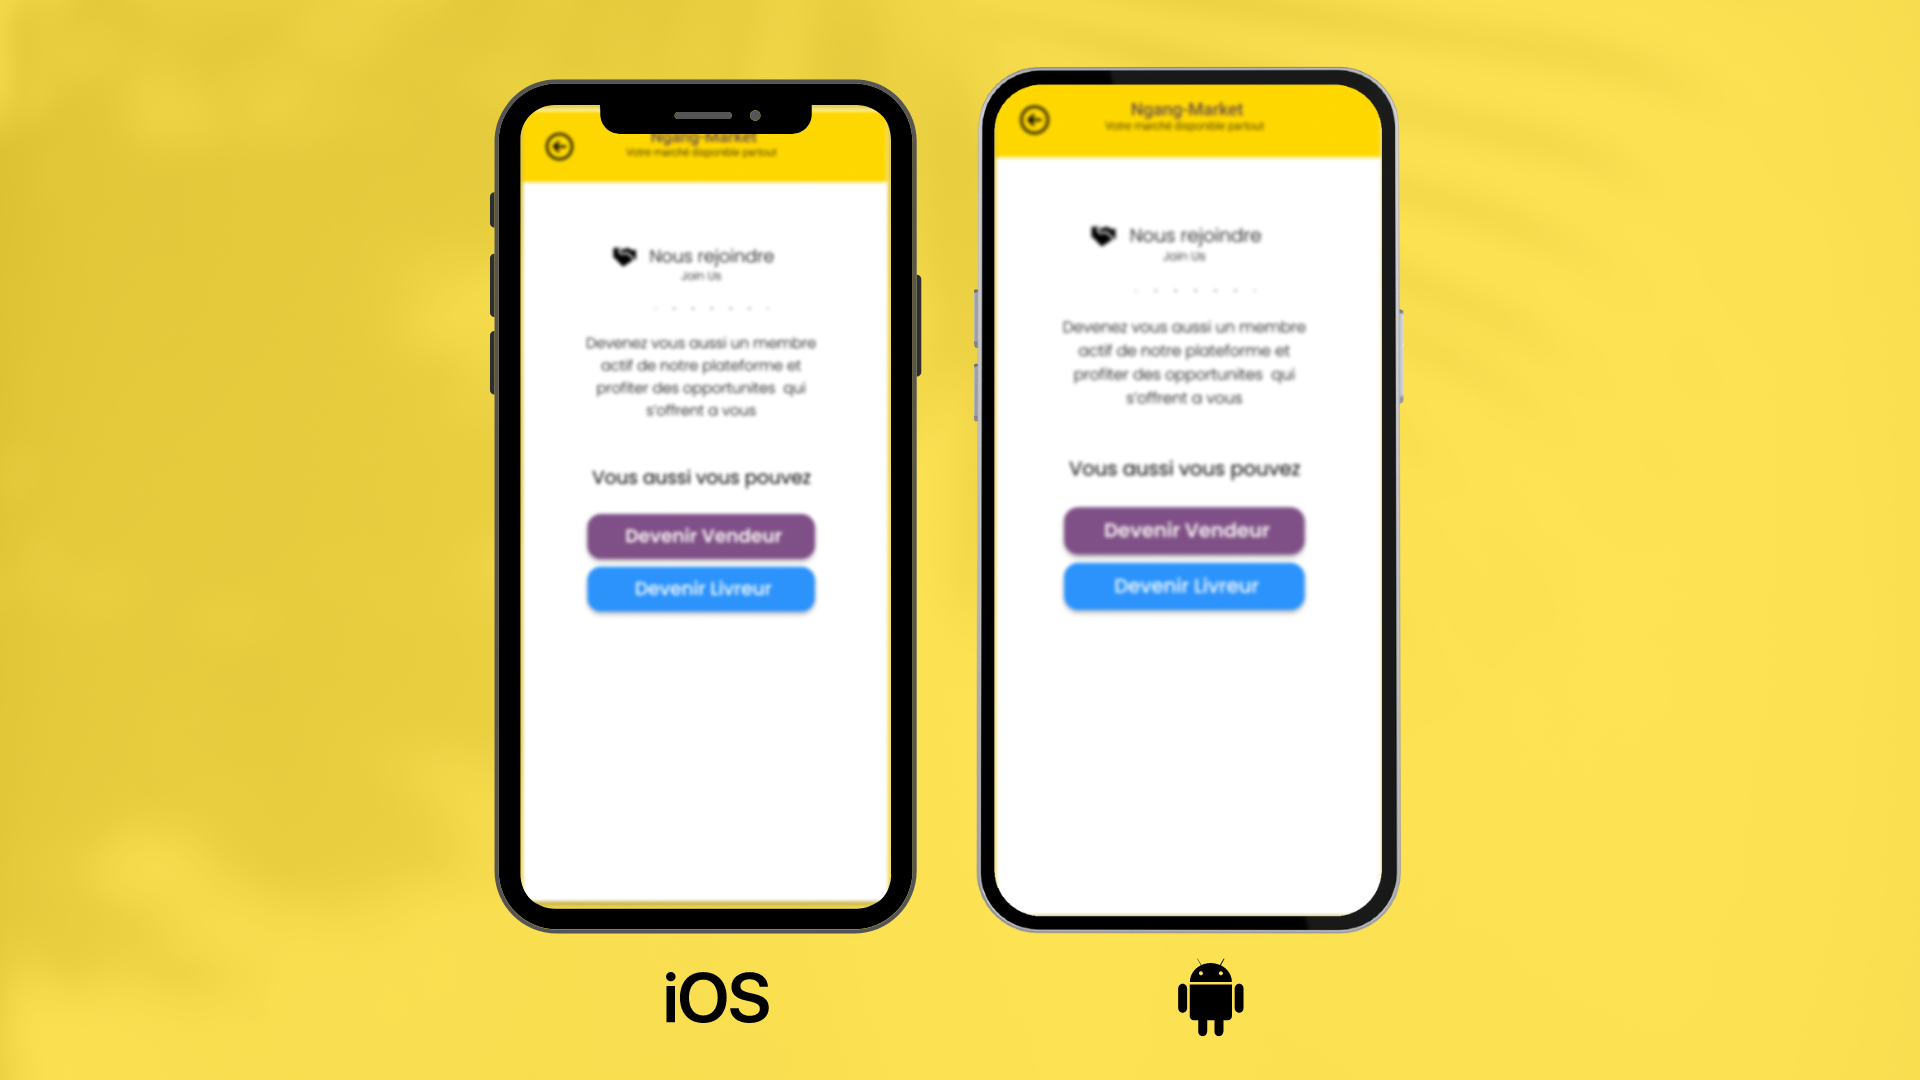 Ngang-Market
Votre marché disponible partout
Nous rejoindre
Join Us
Devenez vous aussi un membre
actif de notre plateforme et
profiter des opportunites qui
s'offrent a vous
Vous aussi vous pouvez
Devenir Vendeur
Devenir Livreur
iOS
Ngang-Market
Votre marché disponible partout
Nous rejoindre
Join Us
Devenez vous aussi un membre
actif de notre plateforme et
profiter des opportunites qui
s'offrent a vous
Vous aussi vous pouvez
Devenir Vendeur
Devenir Livreur